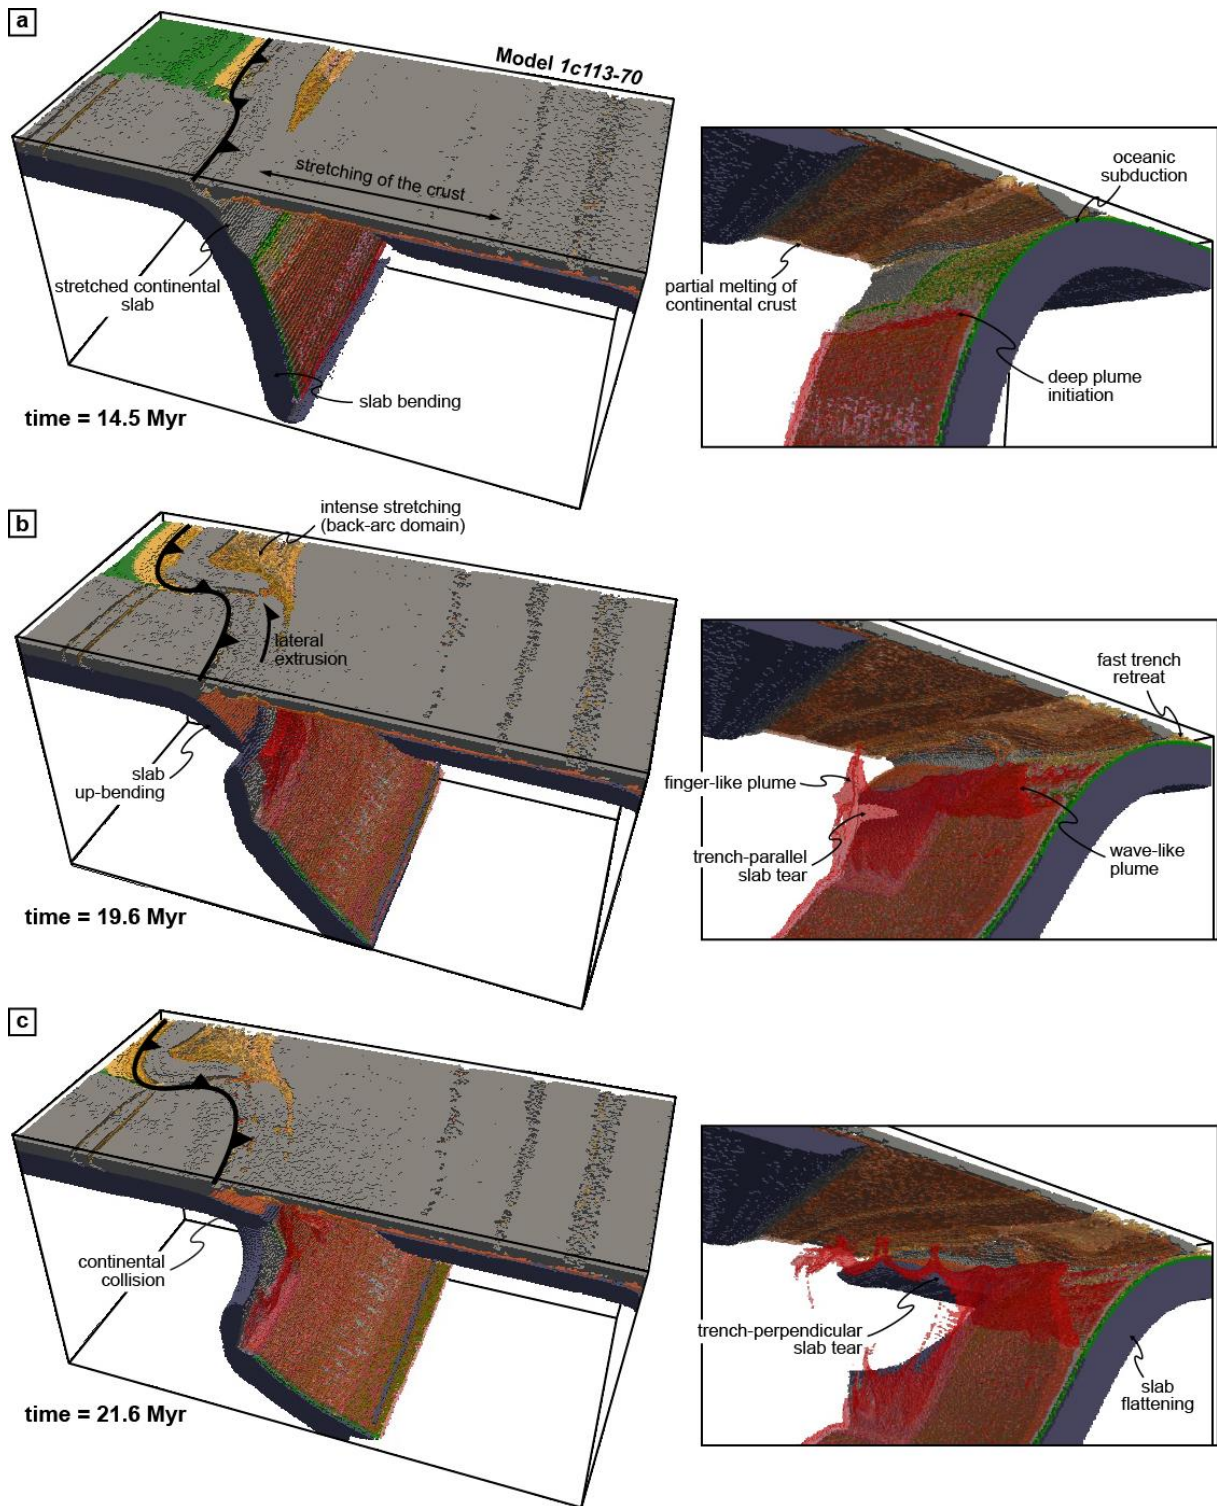 a
Model 1c113-70
stretching of the crust
stretched continental
slab
slab bending
time = 14.5 Myr
oceanic
subduction
partial melting of
continental crust
deep plume
initiation
b
intense stretching
(back-arc domain)
lateral
extrusion
slab
up-bending
time = 19.6 Myr
fast trench
retreat
finger-like plume
trench-parallel
slab tear
wave-like
plume
c
continental
collision
time = 21.6 Myr
trench-perpendicular
slab tear
slab
flattening